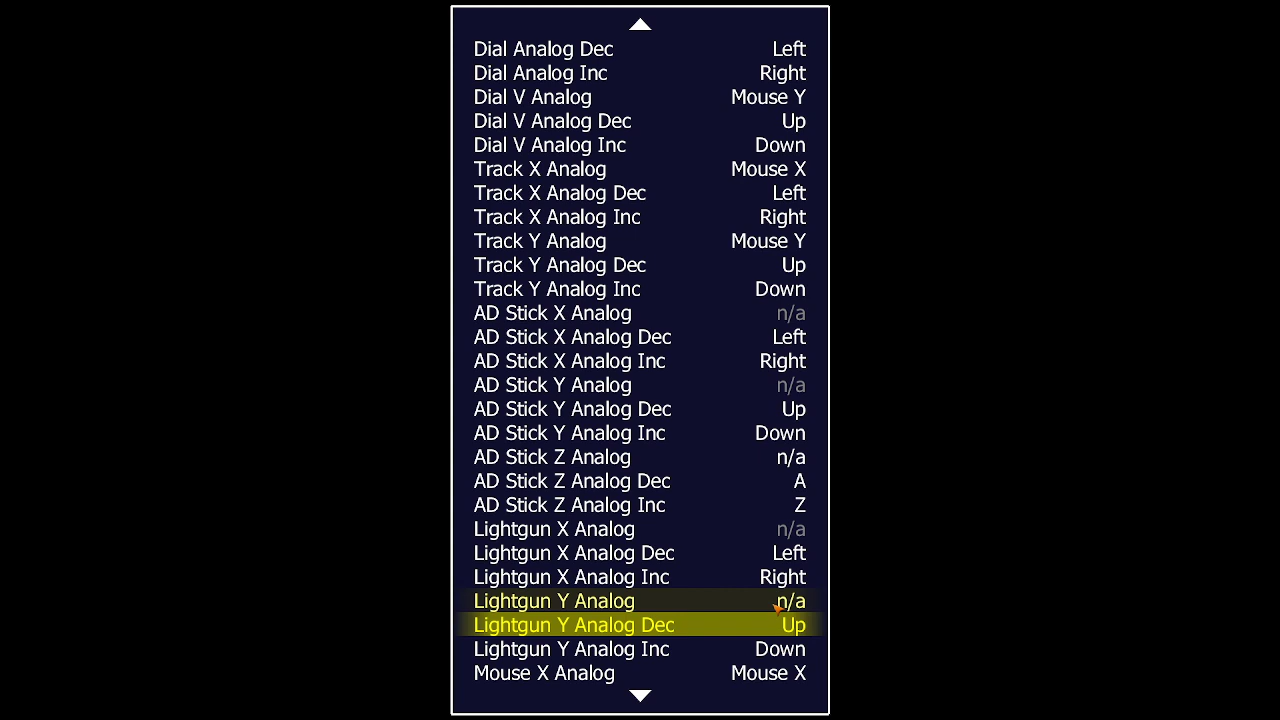 Dial Analog Dec Left
Dial Analog Inc Right
Dial V Analog Mouse Y
Dial V Analog Dec Up
Dial V Analog Inc Down
Track X Analog Mouse X
Track X Analog Dec Left
Track X Analog Inc Right
Track Y Analog Mouse Y
Track Y Analog Dec Up
Track Y Analog Inc Down
AD Stick X Analog n/a
AD Stick X Analog Dec Left
AD Stick X Analog Inc Right
AD Stick Y Analog n/a
AD Stick Y Analog Dec Up
AD Stick Y Analog Inc Down
AD Stick Z Analog n/a
AD Stick Z Analog Dec A
AD Stick Z Analog Inc Z
Lightgun X Analog n/a
Lightgun X Analog Dec Left
Lightgun X Analog Inc Right
Lightgun Y Analog n/a
Lightgun Y Analog Dec Up
Lightgun Y Analog Inc Down
Mouse X Analog Mouse X